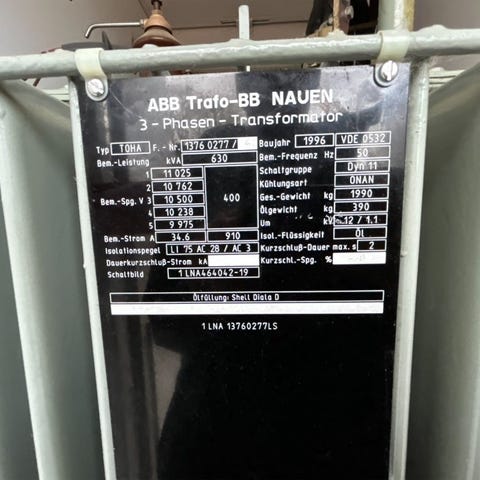 ABB Trafo-BB NAUEN
3-Phasen-Transformator
Typ TOHA F.-Nr. 1376 0277/ Baujahr 1996 VDE 0532
Bem.-Leistung kVA 630 Bem.-Frequenz Hz 50
1 11 025 Schaltgruppe Dyn 11
2 10 762 Kühlungsart ONAN
Bem.-Spg. V 3 10 500 400 Ges.-Gewicht kg 1990
4 10 238 Ölgewicht kg 390
5 9 975 Um kV 12 / 1.1
Bem.-Strom A 34.6 910 Isol.-Flüssigkeit Öl
Isolationspegel LI 75 AC 28 / AC 3 Kurzschluß-Dauer max. s 2
Dauerkurzschluß-Strom kA Kurzschl.-Spg. %
Schaltbild 1 LNA464042-19
Ölfüllung: Shell Diala D
1 LNA 13760277LS